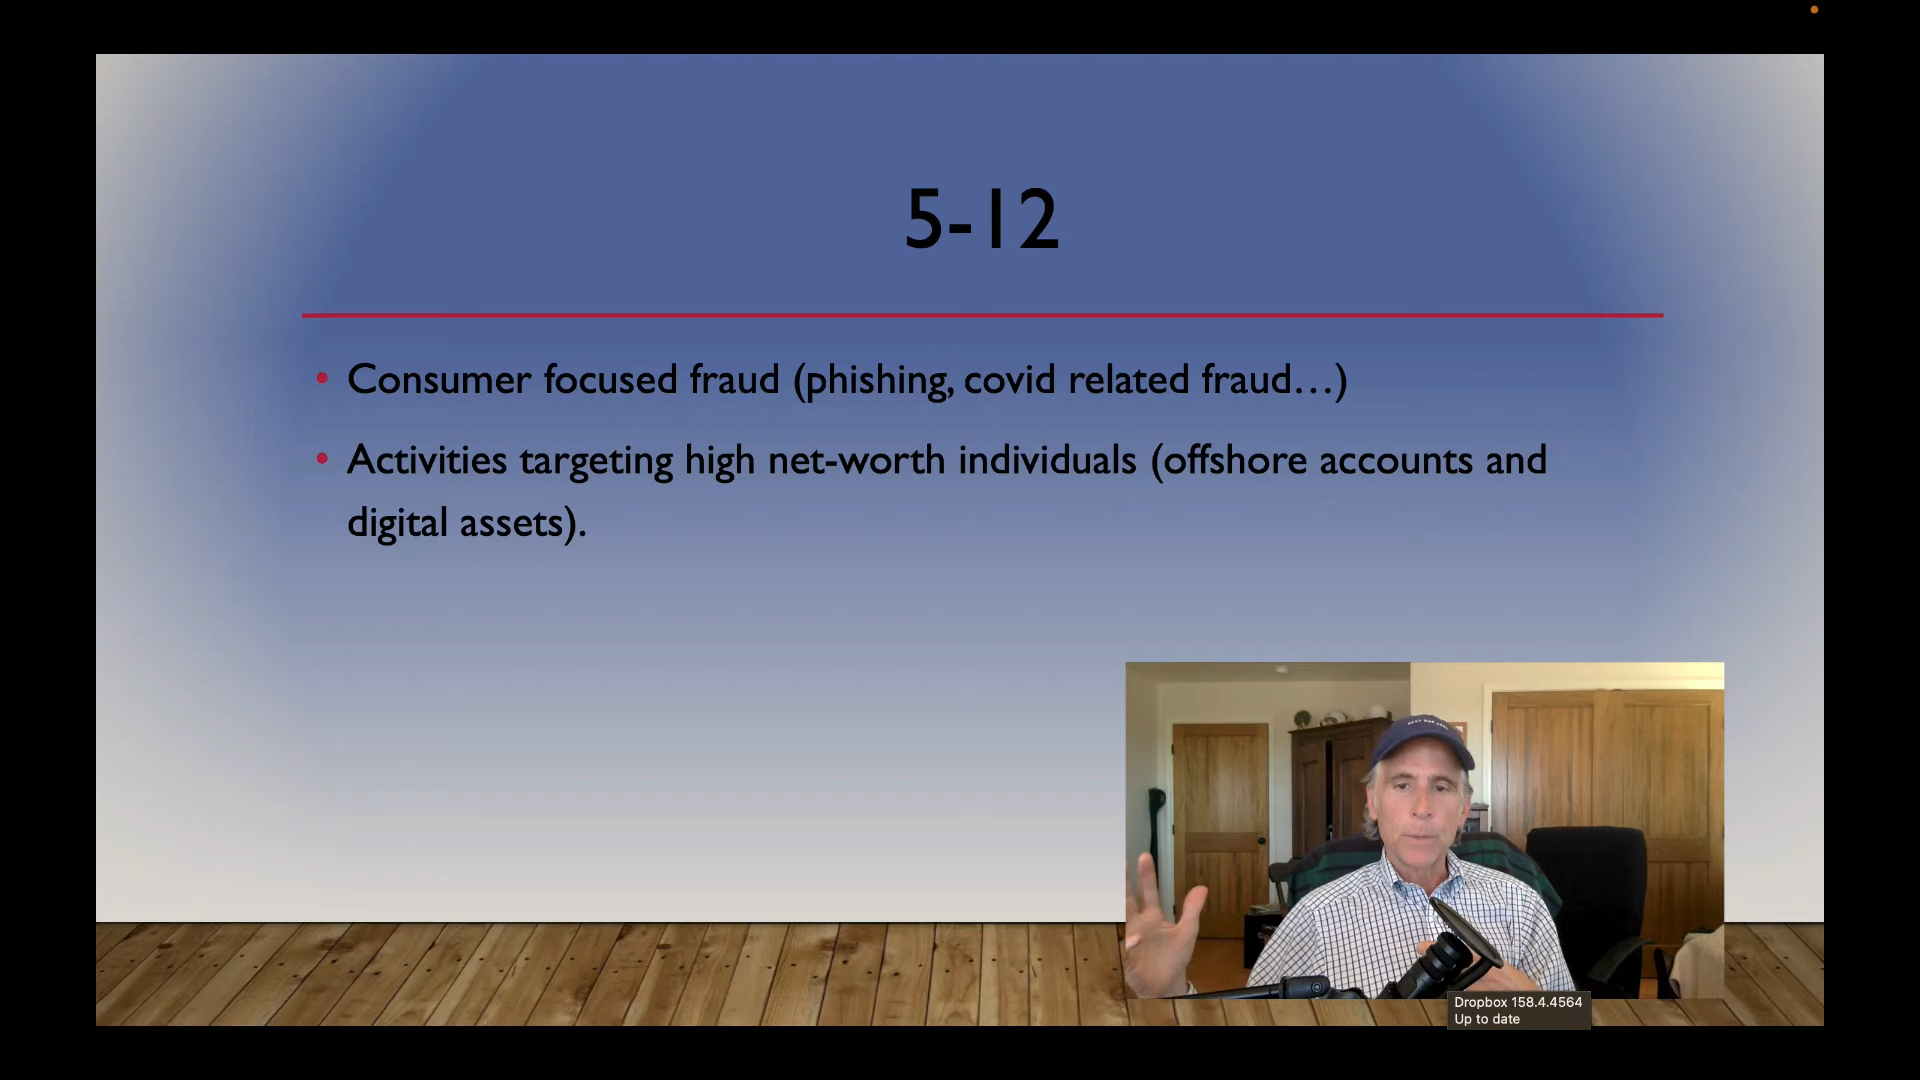 5-12
• Consumer focused fraud (phishing, covid related fraud…)
• Activities targeting high net-worth individuals (offshore accounts and
digital assets).
Dropbox 158.4.4564
Up to date